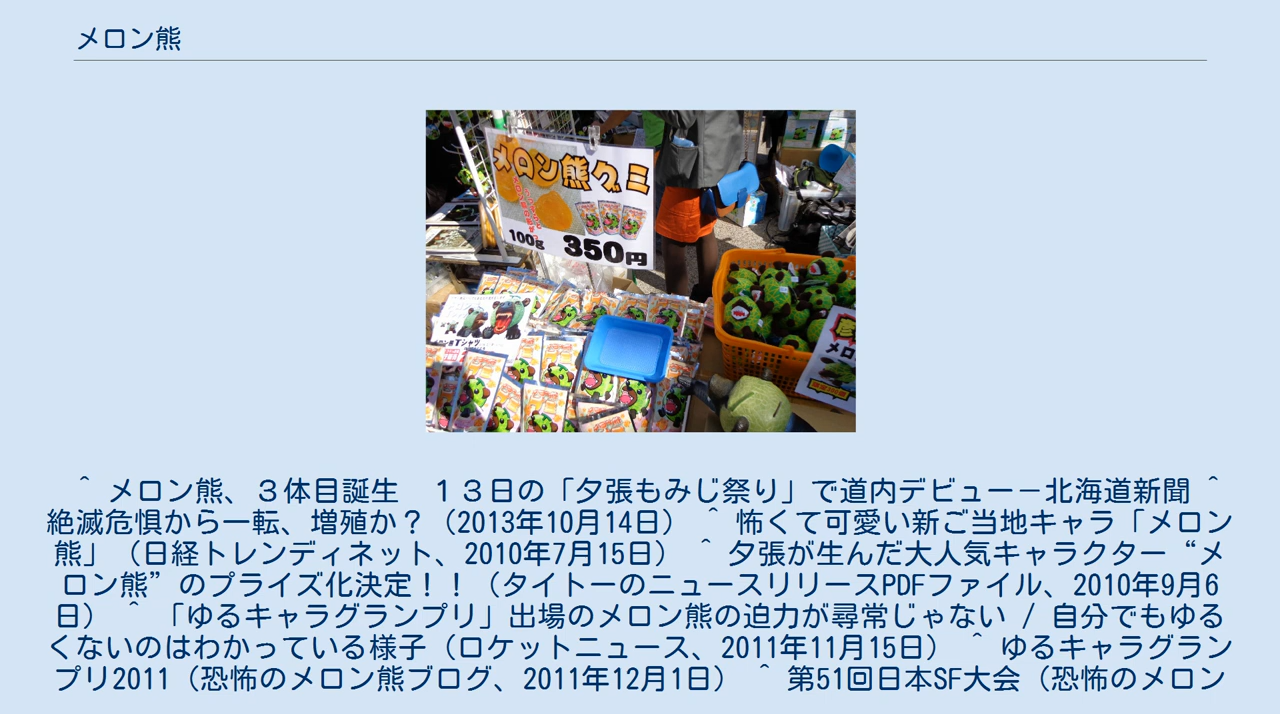 メロン熊
メロン熊グミ
100g 350円
Tシャツ
^ メロン熊、３体目誕生　１３日の「夕張もみじ祭り」で道内デビュー－北海道新聞 ^
絶滅危惧から一転、増殖か？（2013年10月14日） ^ 怖くて可愛い新ご当地キャラ「メロン
熊」（日経トレンディネット、2010年7月15日） ^ 夕張が生んだ大人気キャラクター“メ
ロン熊”のプライズ化決定！！（タイトーのニュースリリースPDFファイル、2010年9月6
日） ^ 「ゆるキャラグランプリ」出場のメロン熊の迫力が尋常じゃない / 自分でもゆる
くないのはわかっている様子（ロケットニュース、2011年11月15日） ^ ゆるキャラグラン
プリ2011（恐怖のメロン熊ブログ、2011年12月1日） ^ 第51回日本SF大会（恐怖のメロン